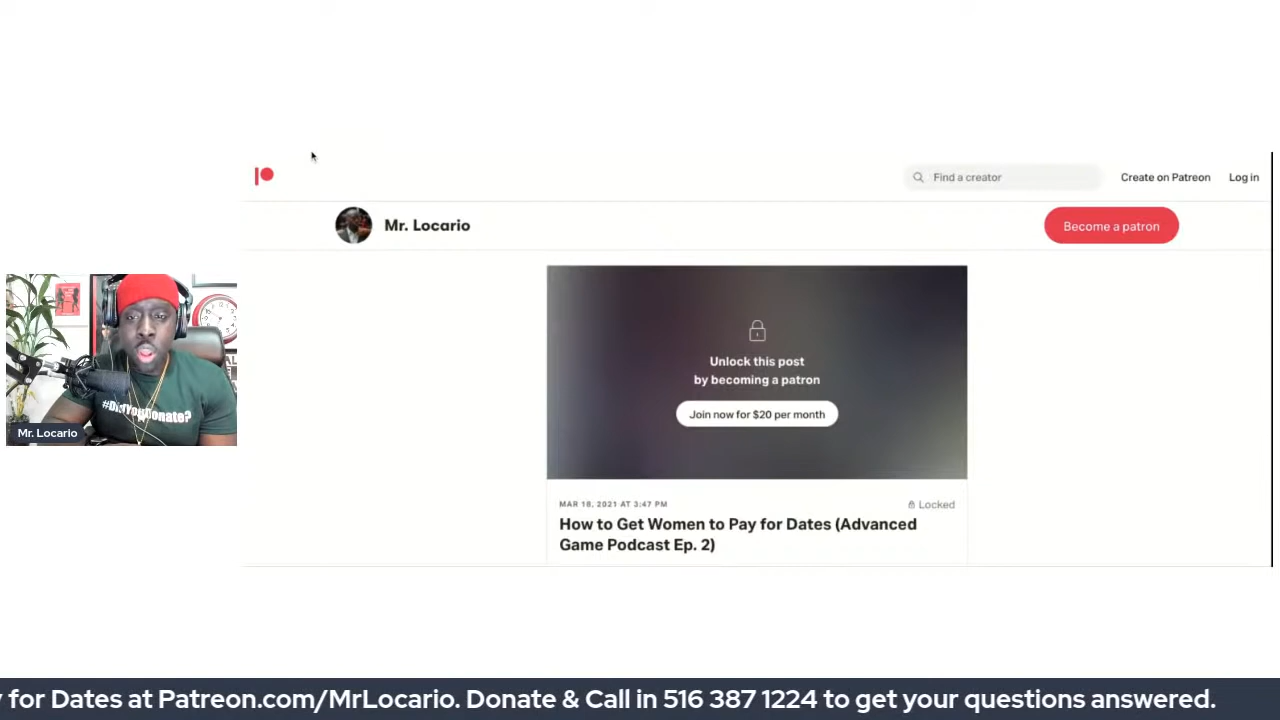 Find a creator
Create on Patreon
Log in
Mr. Locario
Become a patron
Unlock this post
by becoming a patron
Join now for $20 per month
MAR 18, 2021 AT 3:47 PM
Locked
How to Get Women to Pay for Dates (Advanced
Game Podcast Ep. 2)
#DidYouDonate?
Mr. Locario
for Dates at Patreon.com/MrLocario. Donate & Call in 516 387 1224 to get your questions answered.